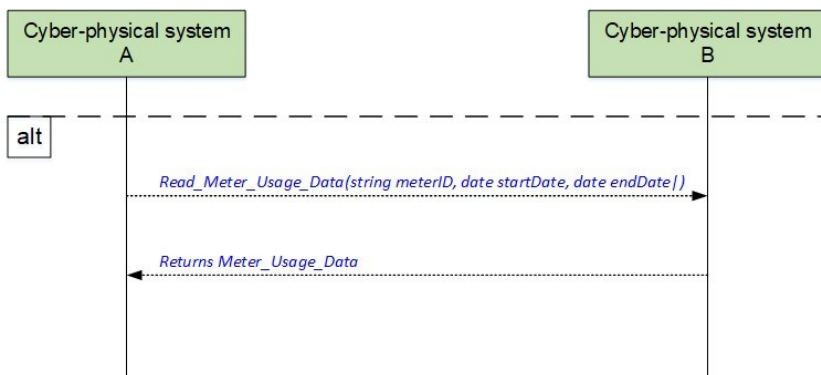 Cyber-physical system
A
Cyber-physical system
B
alt
Read_Meter_Usage_Data(string meterID, date startDate, date endDate|)
Returns Meter_Usage_Data